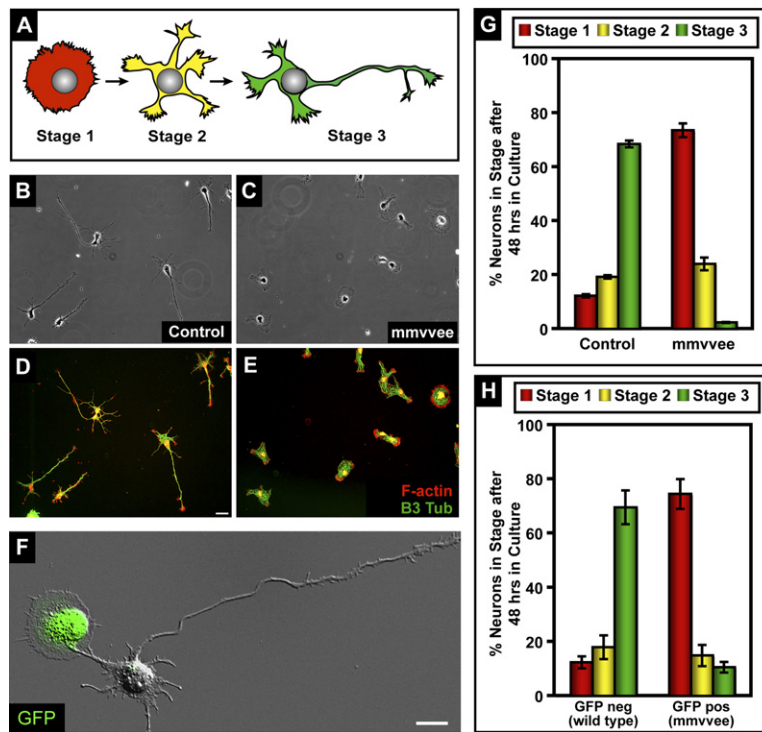 A
Stage 1
Stage 2
Stage 3
B
Control
C
mmvvee
D
E
F-actin
B3 Tub
F
GFP
G
Stage 1 Stage 2 Stage 3
% Neurons in Stage after
48 hrs in Culture
100
80
60
40
20
0
Control
mmvvee
H
Stage 1 Stage 2 Stage 3
% Neurons in Stage after
48 hrs in Culture
100
80
60
40
20
0
GFP neg
(wild type)
GFP pos
(mmvvee)